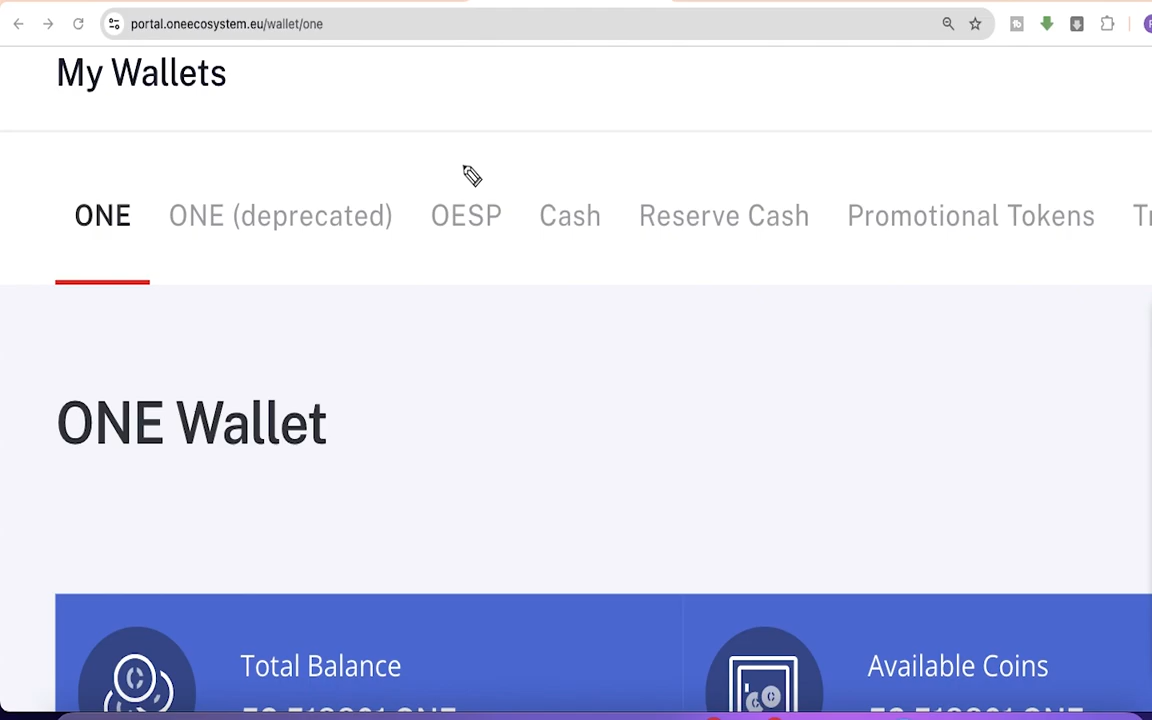 portal.oneecosystem.eu/wallet/one
My Wallets
ONE ONE (deprecated) OESP Cash Reserve Cash Promotional Tokens
ONE Wallet
Total Balance Available Coins